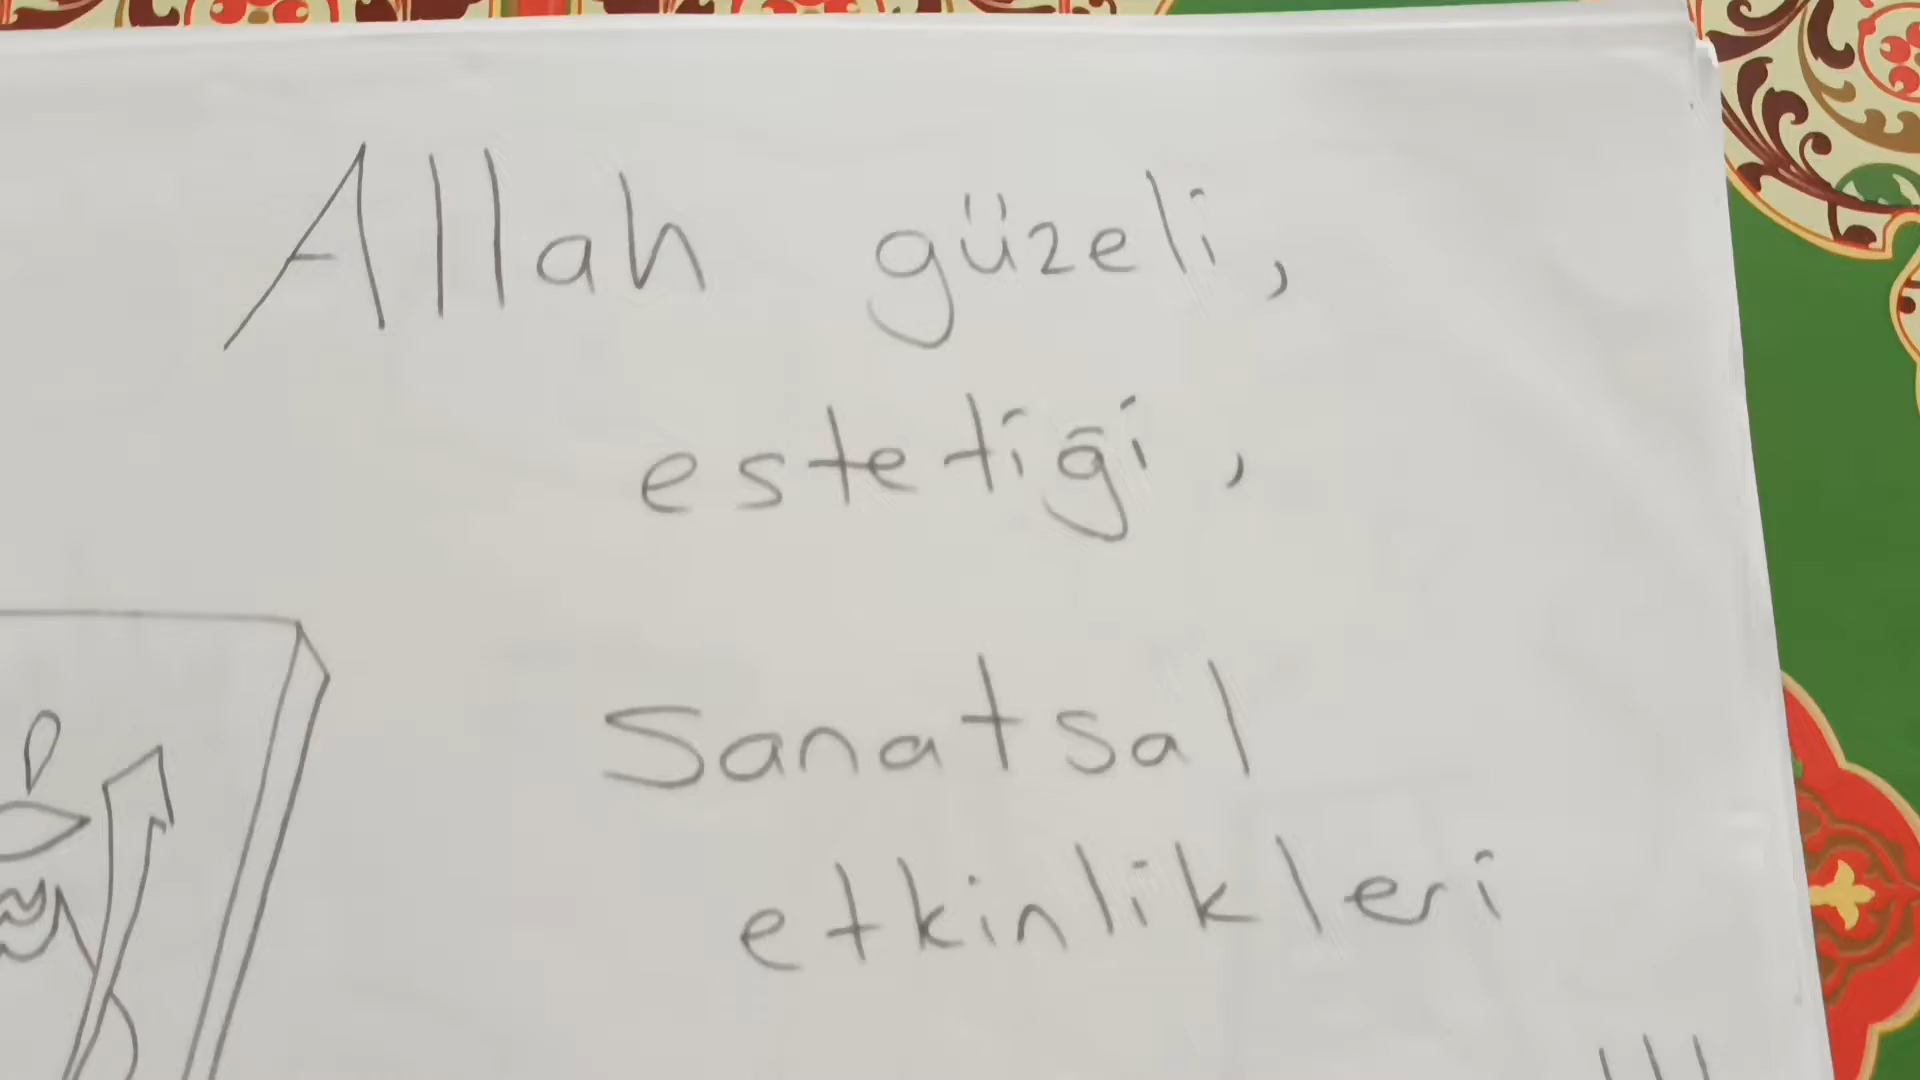 Allah güzeli,
estetiği,
Sanatsal
etkinlikleri